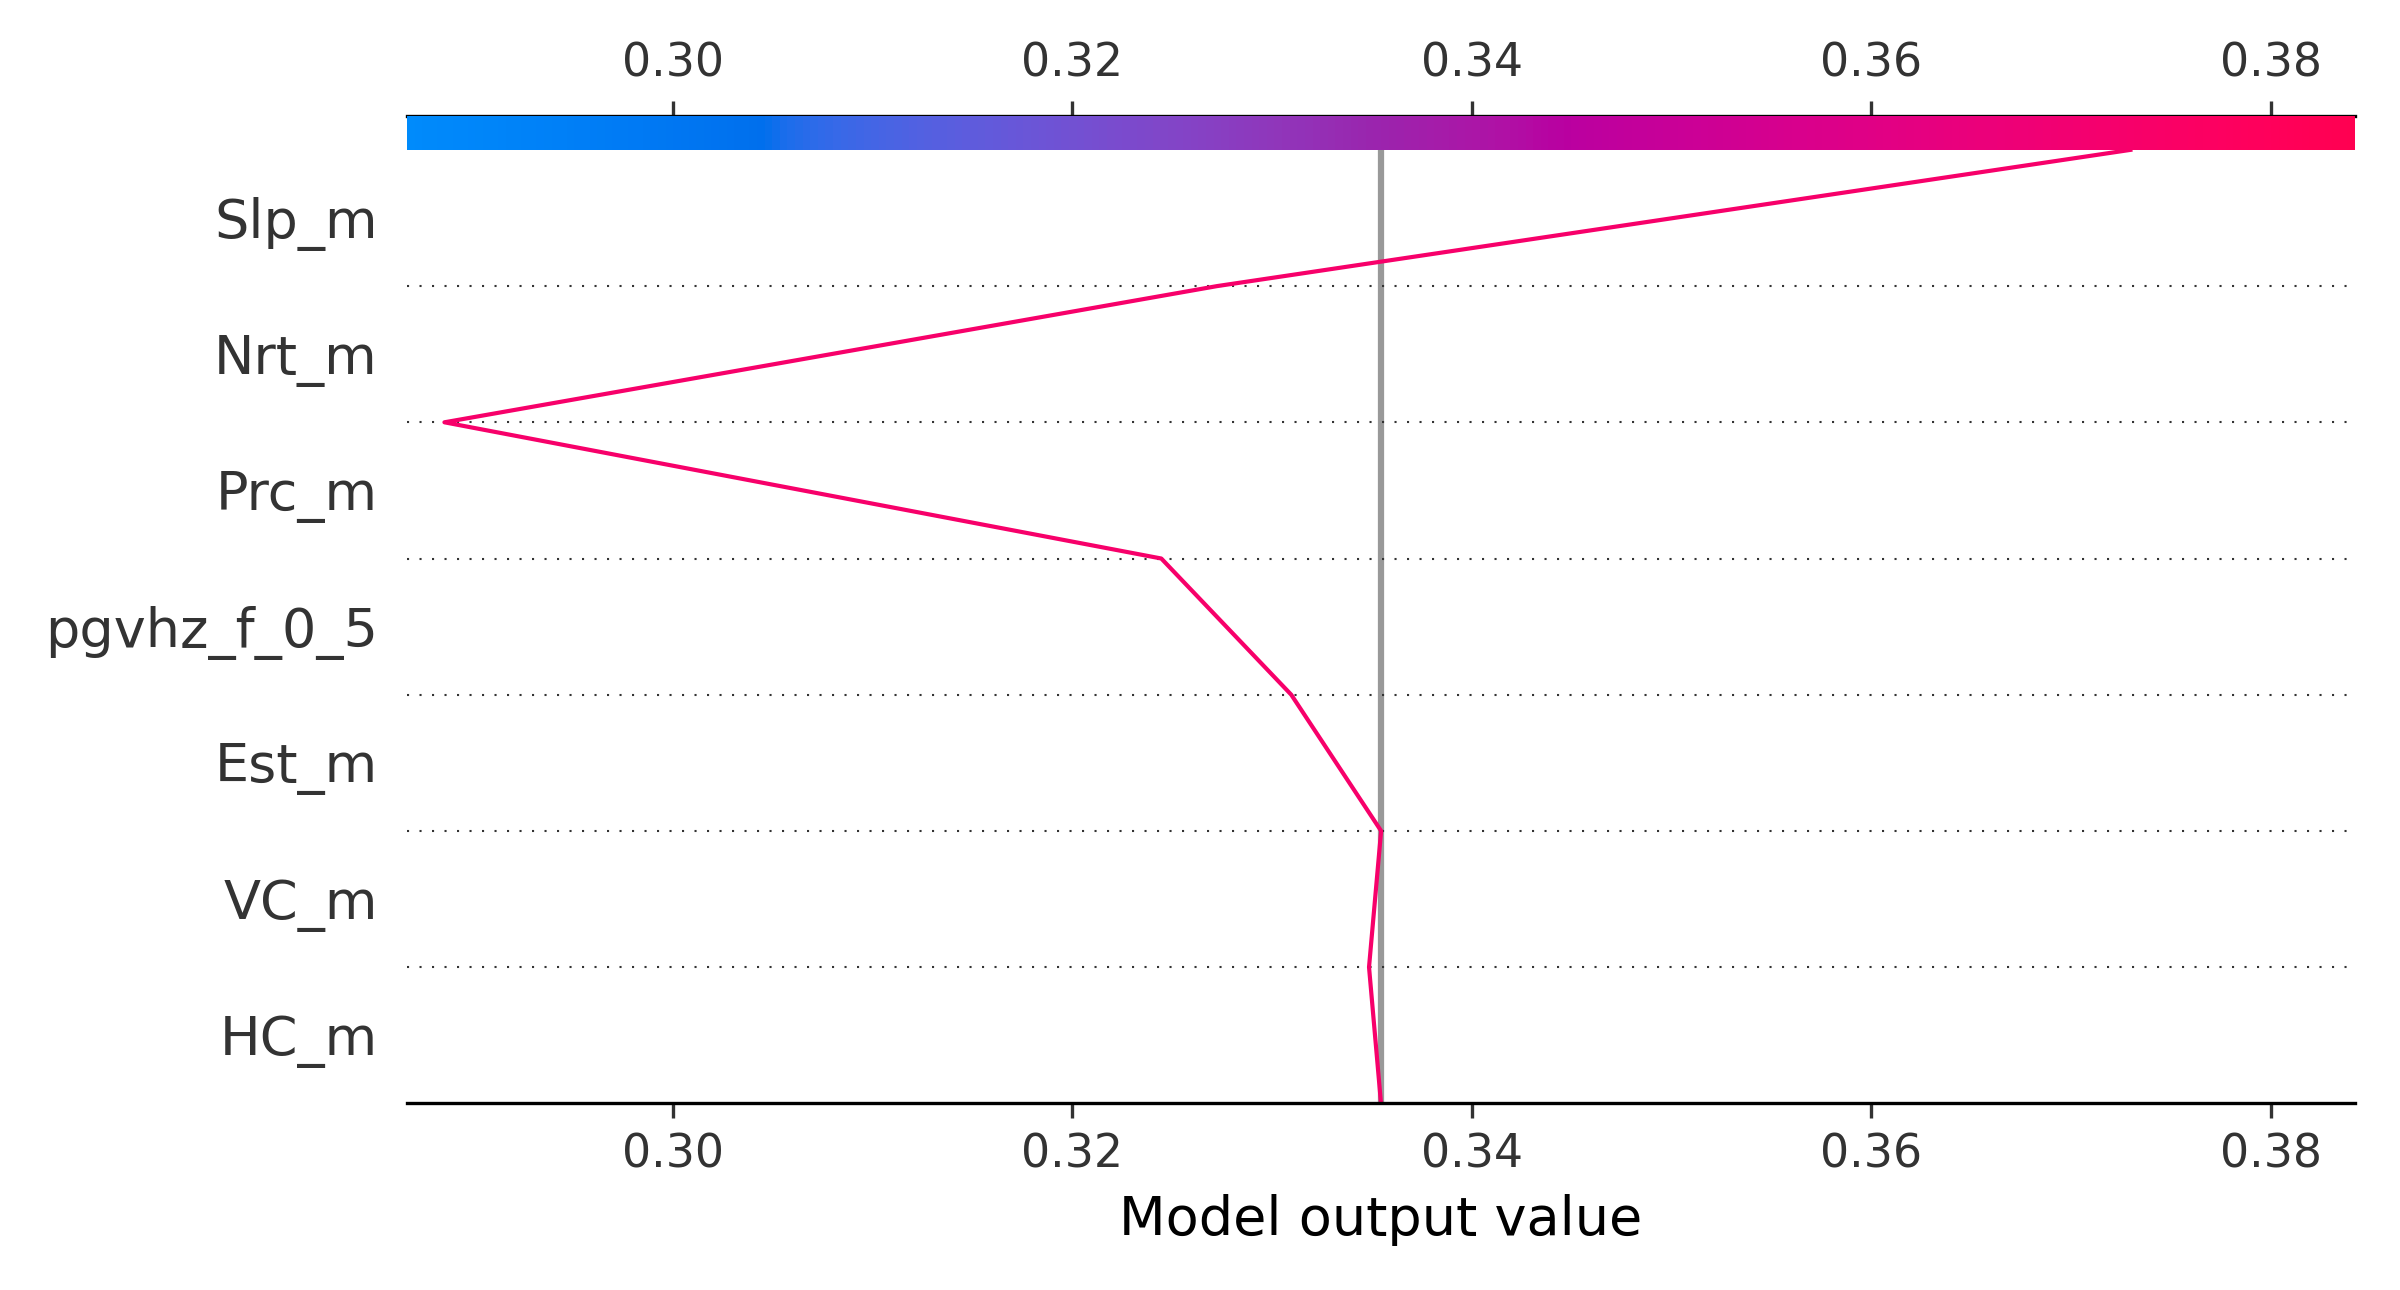 0.30 0.32 0.34 0.36 0.38
Slp_m
Nrt_m
Prc_m
pgvhz_f_0_5
Est_m
VC_m
HC_m
0.30 0.32 0.34 0.36 0.38
Model output value